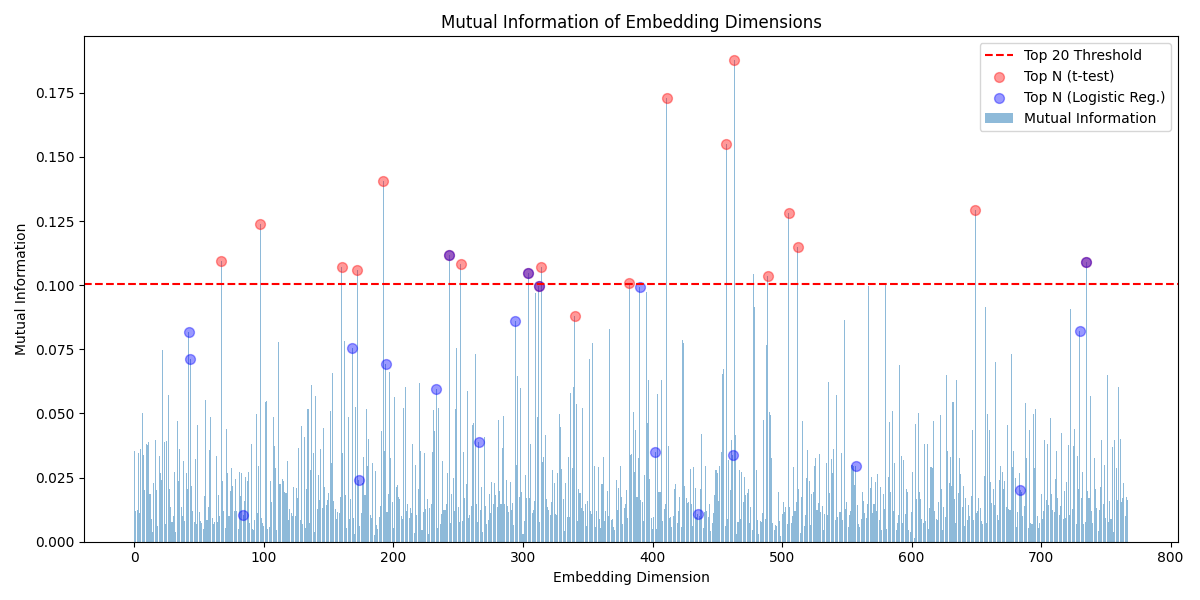 Mutual Information of Embedding Dimensions
Top 20 Threshold
Top N (t-test)
Top N (Logistic Reg.)
Mutual Information
Mutual Information
0.175
0.150
0.125
0.100
0.075
0.050
0.025
0.000
0 100 200 300 400 500 600 700 800
Embedding Dimension